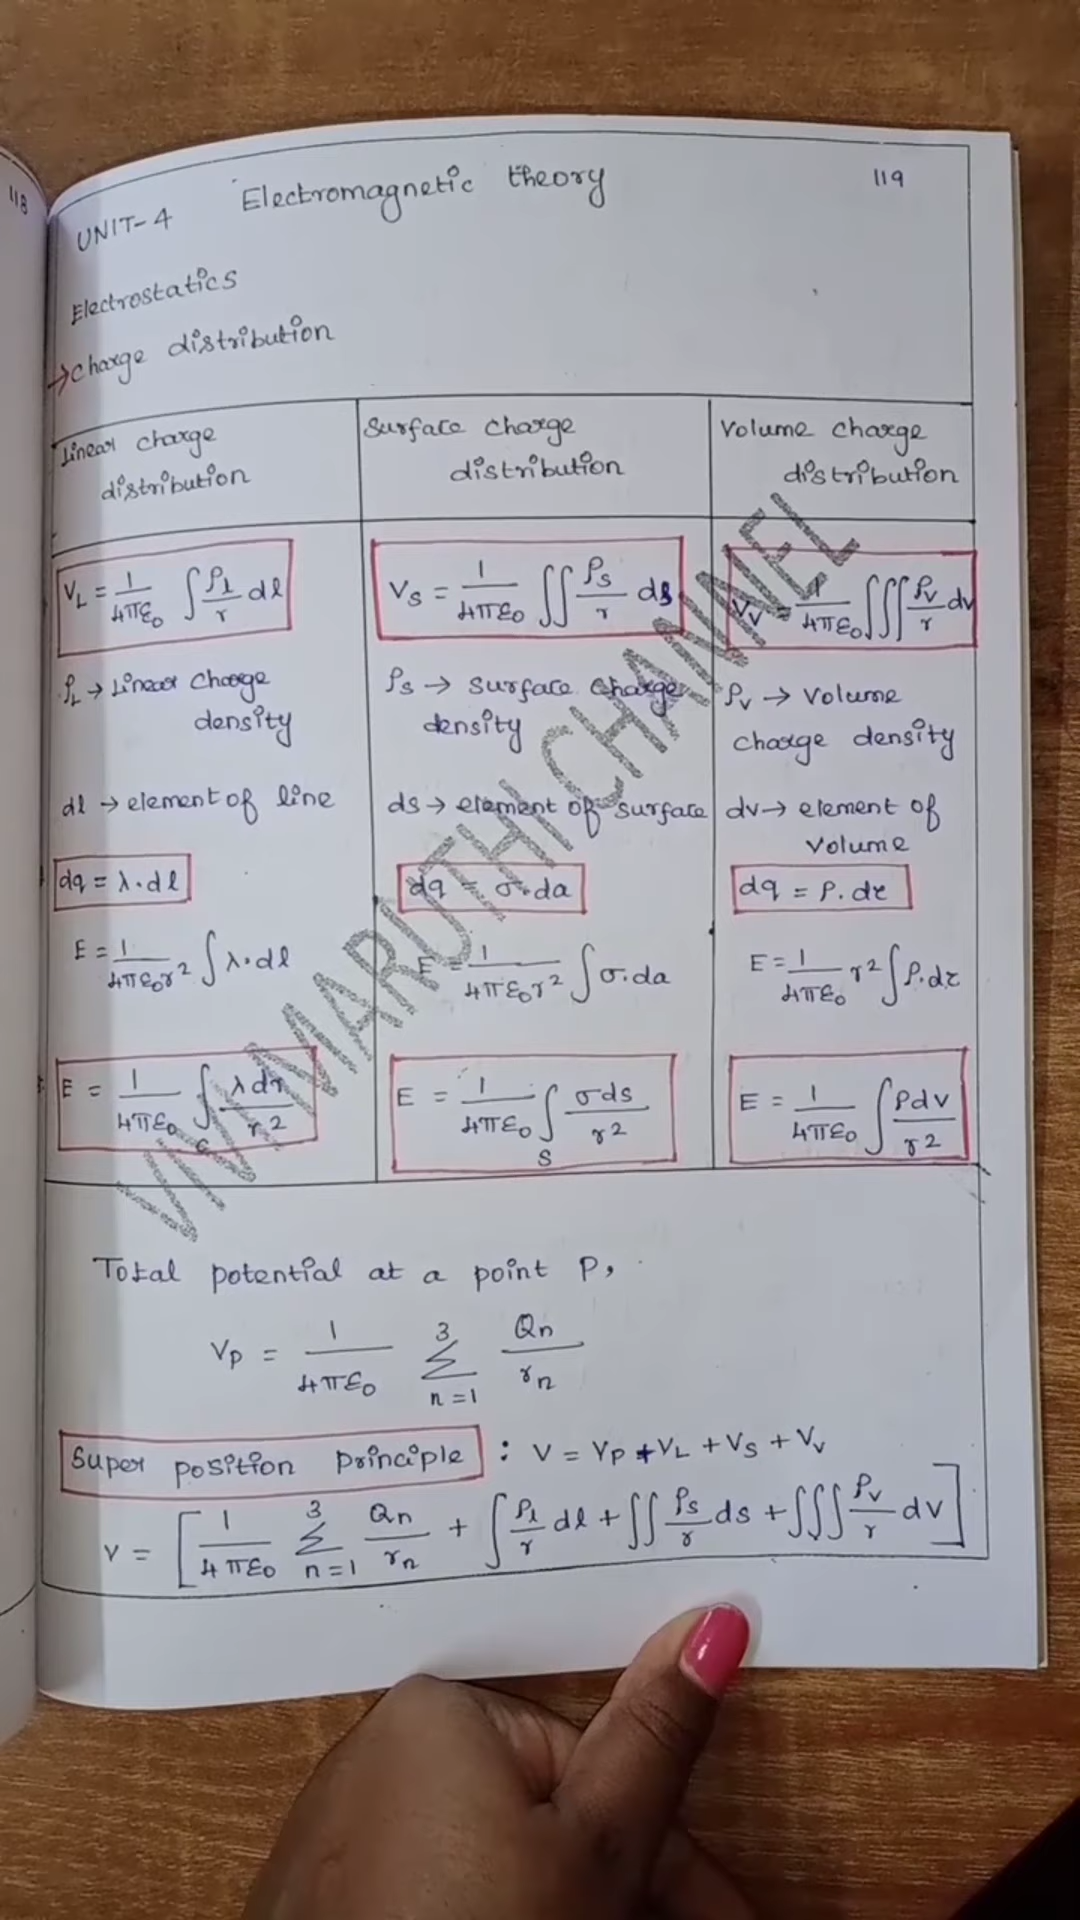 118
119
Electromagnetic theory
UNIT-4
Electrostatics
→ Charge distribution
Linear charge distribution
V_L = 1/4πε₀ ∫ ρ_l/r dl
ρ_L → Linear Charge
density
dl → element of line
dq = λ.dl
E = 1/4πε₀r² ∫ λ.dl
E = 1/4πε₀ ∫_c λdr/r²
Surface charge
distribution
V_S = 1/4πε₀ ∬ ρ_s/r ds
ρ_S → Surface charge
density
ds → element of surface
dq = σ.da
E = 1/4πε₀r² ∫ σ.da
E = 1/4πε₀ ∫_S σds/r²
Volume charge
distribution
V_V = 1/4πε₀ ∭ ρ_v/r dv
ρ_V → Volume
charge density
dv → element of
volume
dq = ρ.dτ
E = 1/4πε₀ r² ∫ ρ.dτ
E = 1/4πε₀ ∫ ρdv/r²
Total potential at a point P,
V_P = 1/4πε₀ Σ_{n=1}^{3} Q_n/r_n
Super position principle : V = V_P + V_L + V_S + V_V
V = [1/4πε₀ Σ_{n=1}^{3} Q_n/r_n + ∫ ρ_l/r dl + ∬ ρ_s/r ds + ∭ ρ_v/r dv]